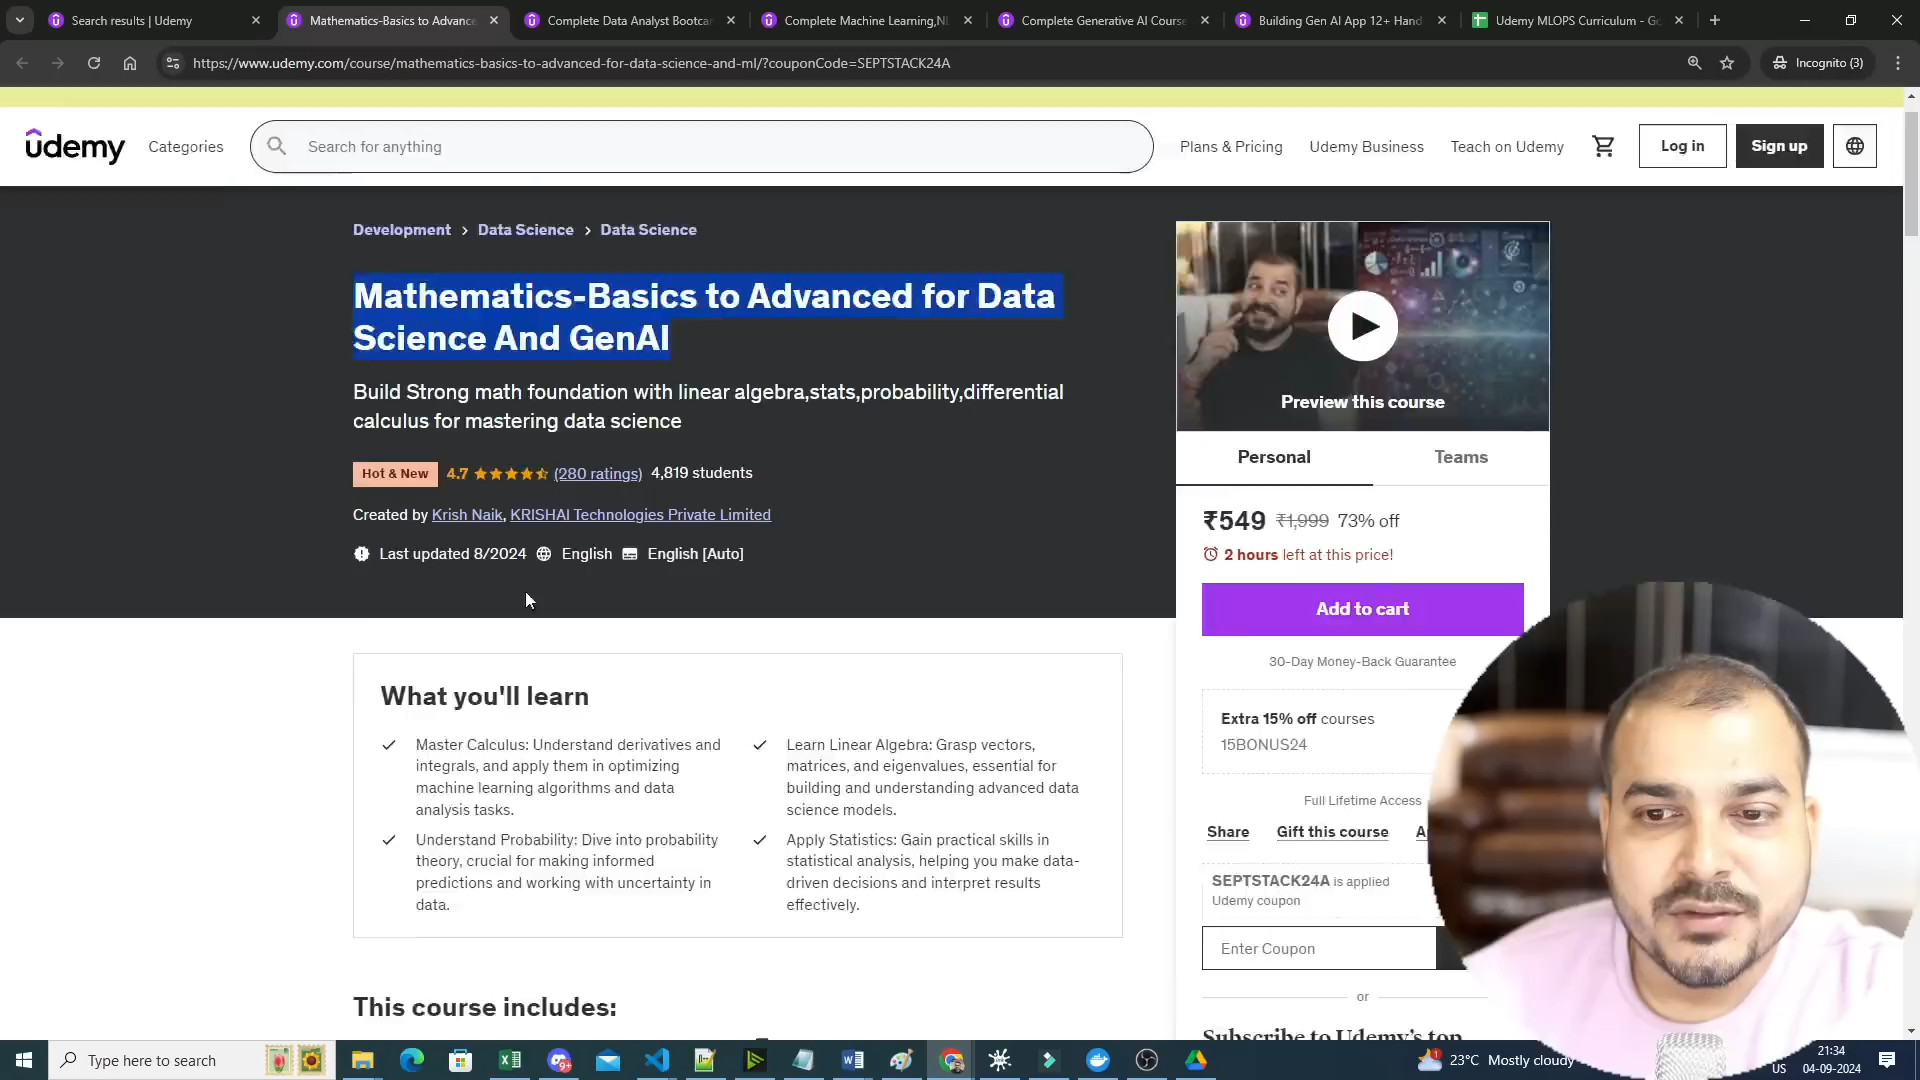 Search results | Udemy
Mathematics-Basics to Advance
Complete Data Analyst Bootca
Complete Machine Learning,NL
Complete Generative AI Course
Building Gen AI App 12+ Hand
Udemy MLOPS Curriculum - Go
https://www.udemy.com/course/mathematics-basics-to-advanced-for-data-science-and-ml/?couponCode=SEPTSTACK24A
Incognito (3)
udemy
Categories
Search for anything
Plans & Pricing
Udemy Business
Teach on Udemy
Log in
Sign up
Development > Data Science > Data Science
Mathematics-Basics to Advanced for Data
Science And GenAI
Build Strong math foundation with linear algebra,stats,probability,differential
calculus for mastering data science
Hot & New 4.7 (280 ratings) 4,819 students
Created by Krish Naik, KRISHAI Technologies Private Limited
Last updated 8/2024 English English [Auto]
Preview this course
Personal
Teams
₹549 ₹1,999 73% off
2 hours left at this price!
Add to cart
30-Day Money-Back Guarantee
Extra 15% off courses
15BONUS24
Full Lifetime Access
Share
Gift this course
SEPTSTACK24A is applied
Udemy coupon
Enter Coupon
or
Subscribe to Udemy's top
What you'll learn
Master Calculus: Understand derivatives and
integrals, and apply them in optimizing
machine learning algorithms and data
analysis tasks.
Learn Linear Algebra: Grasp vectors,
matrices, and eigenvalues, essential for
building and understanding advanced data
science models.
Understand Probability: Dive into probability
theory, crucial for making informed
predictions and working with uncertainty in
data.
Apply Statistics: Gain practical skills in
statistical analysis, helping you make data-
driven decisions and interpret results
effectively.
This course includes:
Type here to search
23°C Mostly cloudy
US
21:34
04-09-2024